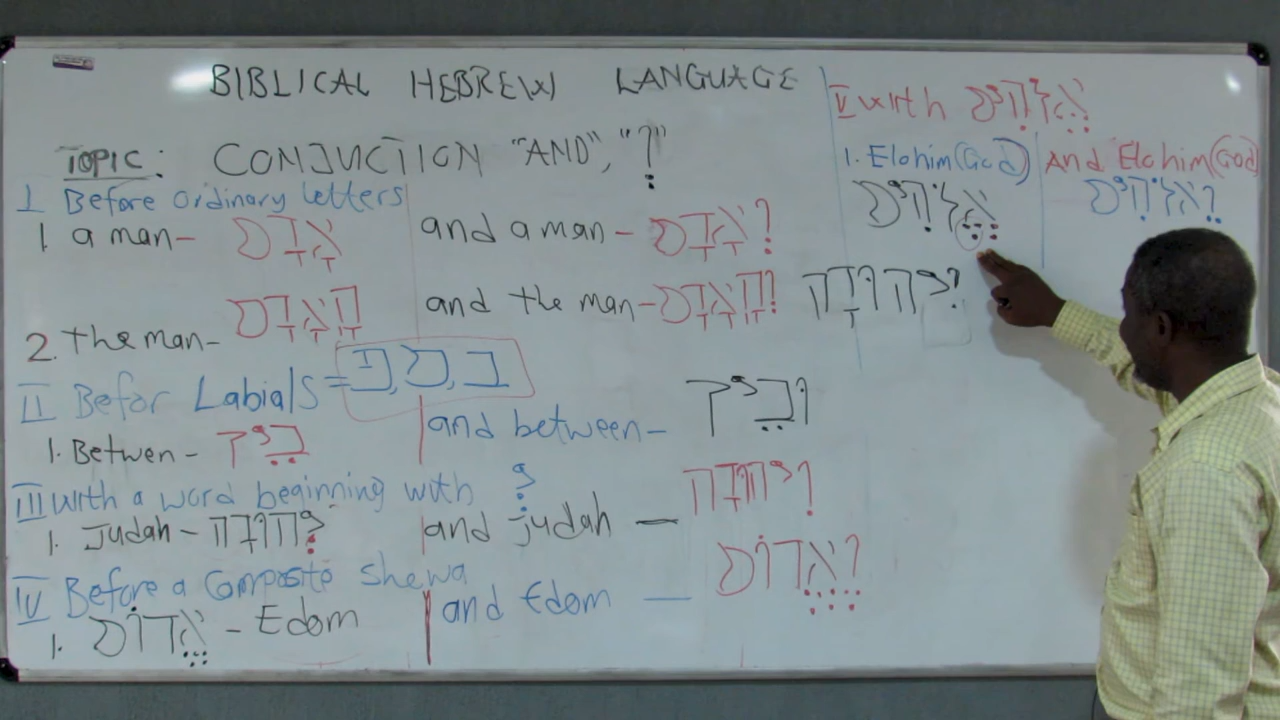 BIBLICAL HEBREW LANGUAGE
TOPIC: CONJUCTION "AND", "וְ"
I Before ordinary letters
1. a man- אָדָם and a man - וְאָדָם
2. the man- הָאָדָם and the man- וְהָאָדָם
II Befor Labials = פּ, מ, ב
1. Betwen - בֵין and between- וּבֵין
III with a word beginning with יְ
1. Judah - יְהוּדָה and judah - וִיהוּדָה
IV Before a Composite shewa
1. אֱדוֹם - Edom and Edom - וֶאֱדוֹם
V with אֱלֹהִים
1. Elohim (God) And Elohim (God)
אֱלֹהִים וֵאלֹהִים
וִיהוּדָה